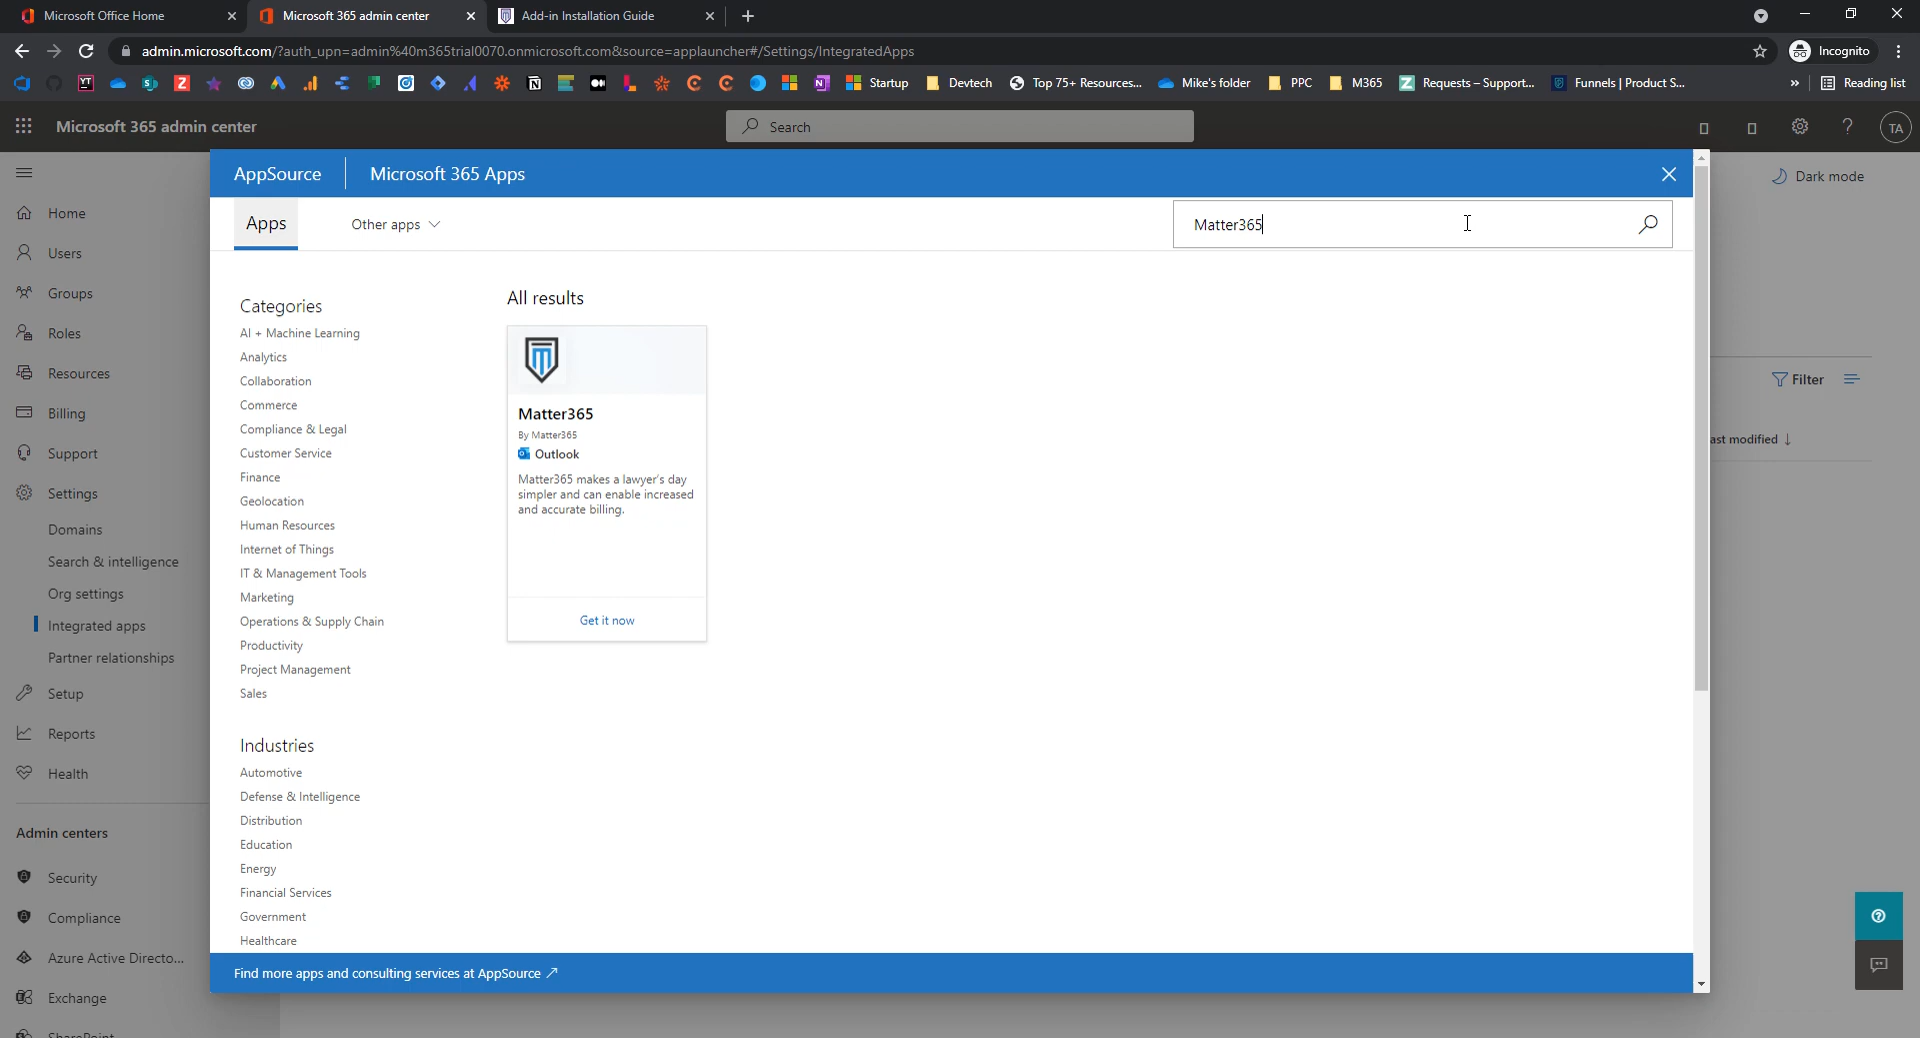 Microsoft Office Home
Microsoft 365 admin center
Add-in Installation Guide
admin.microsoft.com/?auth_upn=admin%40m365trial0070.onmicrosoft.com&source=applauncher#/Settings/IntegratedApps
Incognito
Startup
Devtech
Top 75+ Resources...
Mike's folder
PPC
M365
Requests – Support...
Funnels | Product S...
»
Reading list
Microsoft 365 admin center
Search
TA
AppSource
Microsoft 365 Apps
Dark mode
Apps
Other apps
Matter365
Home
Users
Groups
Roles
Resources
Billing
Support
Settings
Domains
Search & intelligence
Org settings
Integrated apps
Partner relationships
Setup
Reports
Health
Admin centers
Security
Compliance
Azure Active Directo...
Exchange
SharePoint
Categories
AI + Machine Learning
Analytics
Collaboration
Commerce
Compliance & Legal
Customer Service
Finance
Geolocation
Human Resources
Internet of Things
IT & Management Tools
Marketing
Operations & Supply Chain
Productivity
Project Management
Sales
Industries
Automotive
Defense & Intelligence
Distribution
Education
Energy
Financial Services
Government
Healthcare
All results
Matter365
By Matter365
Outlook
Matter365 makes a lawyer's day
simpler and can enable increased
and accurate billing.
Get it now
Filter
ast modified ↓
Find more apps and consulting services at AppSource